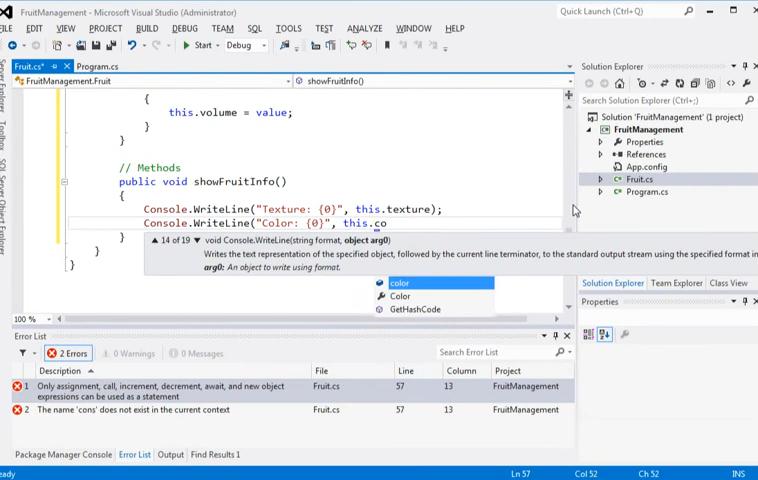 FruitManagement - Microsoft Visual Studio (Administrator)
Quick Launch (Ctrl+;)
FILE EDIT VIEW PROJECT BUILD DEBUG TEAM SQL TOOLS TEST ANALYZE WINDOW HELP
Start Debug
Fruit.cs* Program.cs
FruitManagement.Fruit showFruitInfo()
{
this.volume = value;
}
}
// Methods
public void showFruitInfo()
{
Console.WriteLine("Texture: {0}", this.texture);
Console.WriteLine("Color: {0}", this.co
}
}
}
14 of 19 void Console.WriteLine(string format, object arg0)
Writes the text representation of the specified object, followed by the current line terminator, to the standard output stream using the specified format in
arg0: An object to write using format.
color
Color
GetHashCode
100 %
Server Explorer
Toolbox
SQL Server Object Explorer
Solution Explorer
Search Solution Explorer (Ctrl+;)
Solution 'FruitManagement' (1 project)
FruitManagement
Properties
References
App.config
Fruit.cs
Program.cs
Solution Explorer Team Explorer Class View
Properties
Error List
2 Errors 0 Warnings 0 Messages
Search Error List
Description File Line Column Project
1 Only assignment, call, increment, decrement, await, and new object expressions can be used as a statement Fruit.cs 57 13 FruitManagement
2 The name 'cons' does not exist in the current context Fruit.cs 57 13 FruitManagement
Package Manager Console Error List Output Find Results 1
eady Ln 57 Col 52 Ch 52 INS